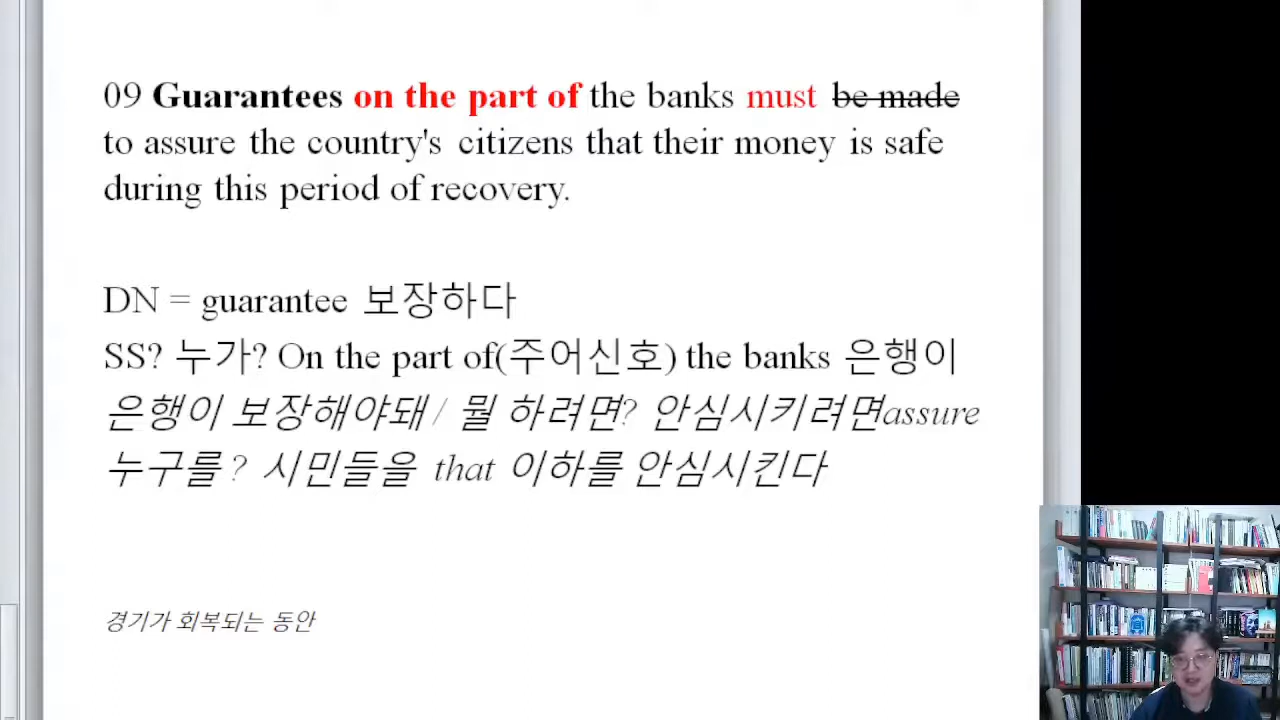 09 Guarantees on the part of the banks must be made
to assure the country's citizens that their money is safe
during this period of recovery.
DN = guarantee 보장하다
SS? 누가? On the part of(주어신호) the banks 은행이
은행이 보장해야돼/ 뭘 하려면? 안심시키려면assure
누구를? 시민들을 that 이하를 안심시킨다
경기가 회복되는 동안